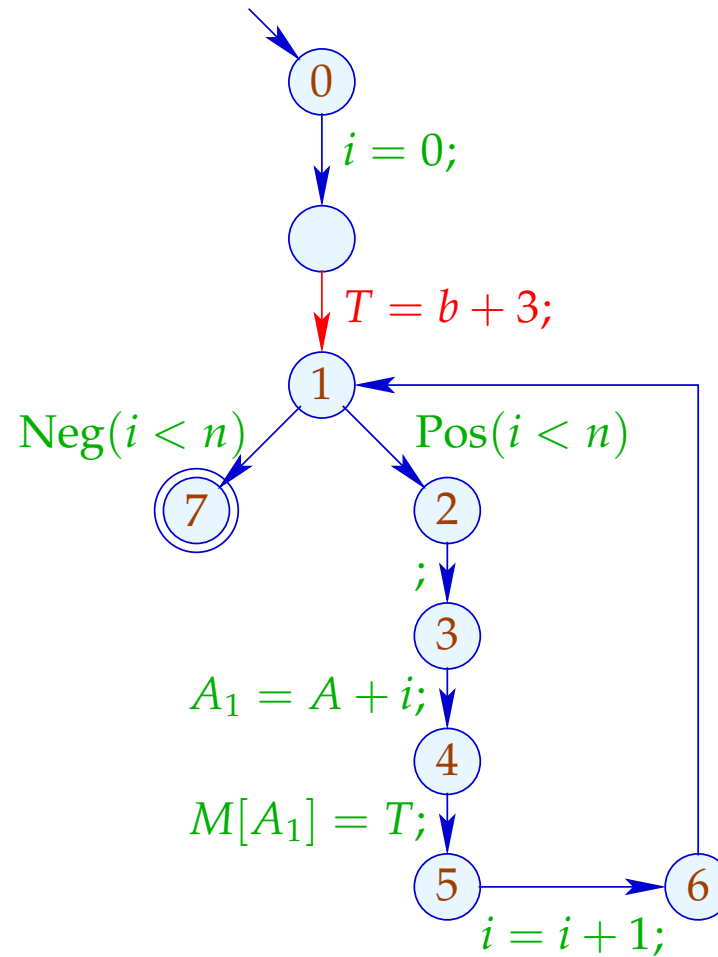 0
i = 0;
T = b + 3;
1
Neg(i < n)
Pos(i < n)
7
2
;
3
A₁ = A + i;
4
M[A₁] = T;
5
6
i = i + 1;